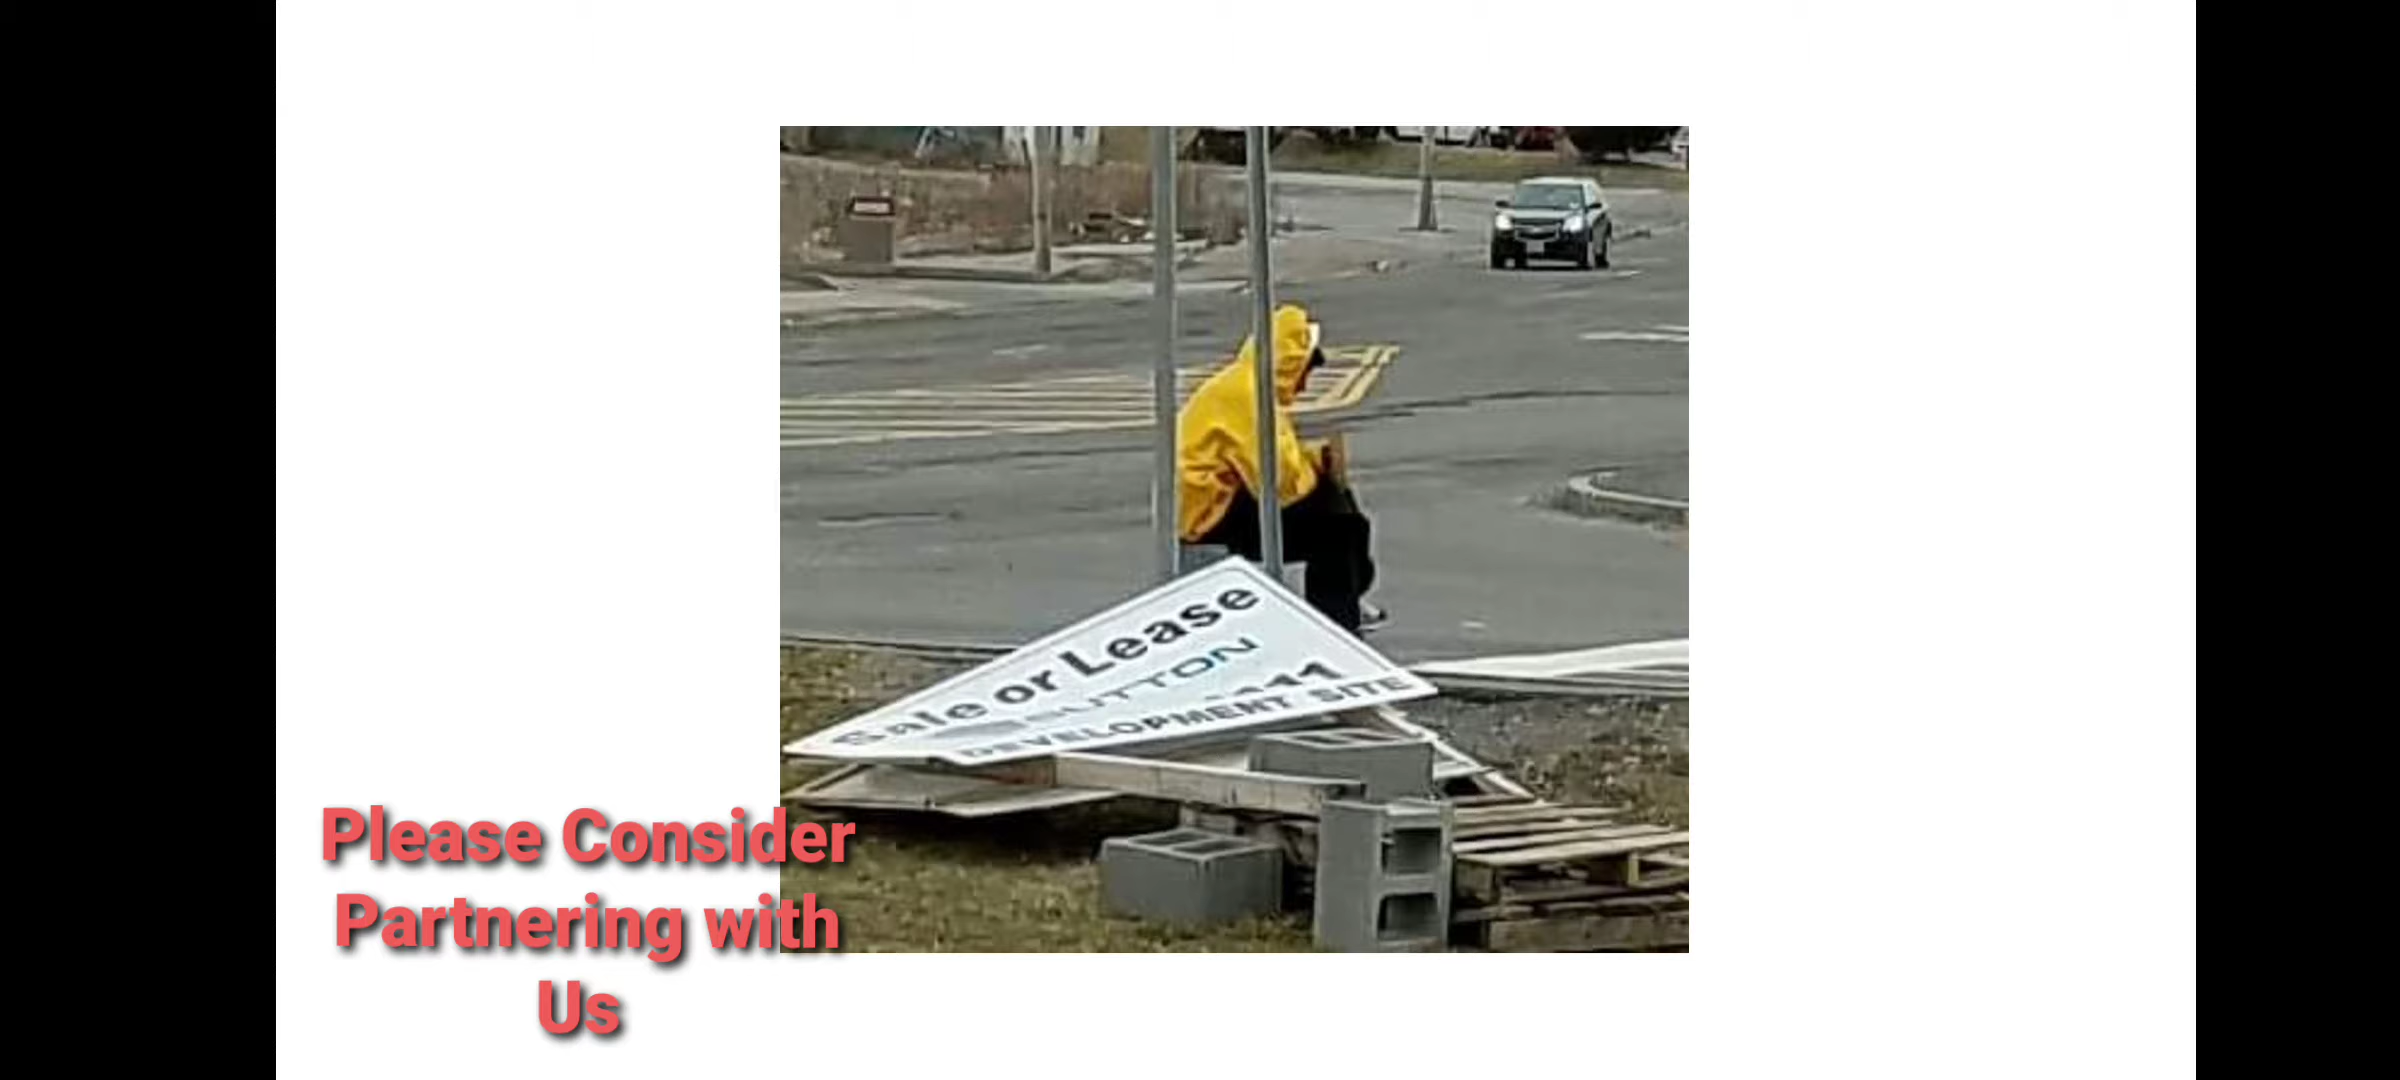 Sale or Lease
SUTTON
DEVELOPMENT SITE
Please Consider
Partnering with
Us